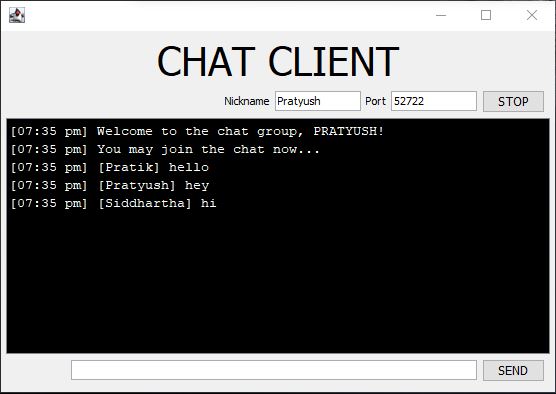 CHAT CLIENT
Nickname Pratyush Port 52722 STOP
[07:35 pm] Welcome to the chat group, PRATYUSH!
[07:35 pm] You may join the chat now...
[07:35 pm] [Pratik] hello
[07:35 pm] [Pratyush] hey
[07:35 pm] [Siddhartha] hi
SEND